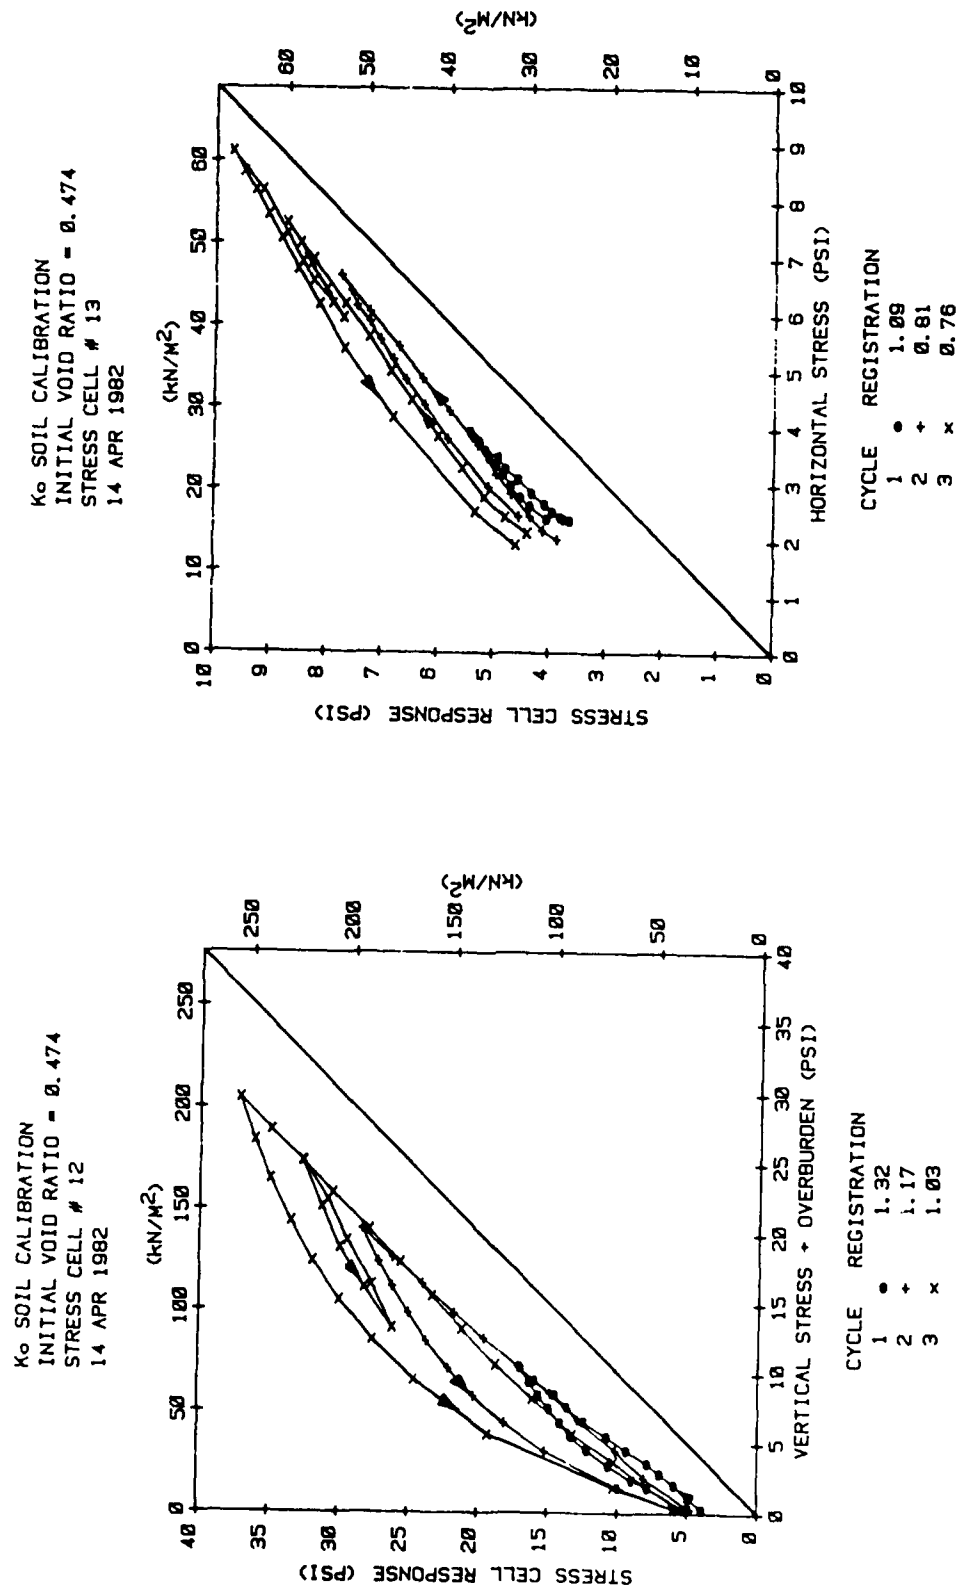 Ko SOIL CALIBRATION
INITIAL VOID RATIO = 0.474
STRESS CELL # 12
14 APR 1982
(kN/M²)
0 50 100 150 200 250
40
35
30
25
20
15
10
5
0
STRESS CELL RESPONSE (PSI)
250
200
150
100
50
0
(kN/M²)
0 5 10 15 20 25 30 35 40
VERTICAL STRESS + OVERBURDEN (PSI)
CYCLE REGISTRATION
1 • 1.32
2 + 1.17
3 x 1.03
Ko SOIL CALIBRATION
INITIAL VOID RATIO = 0.474
STRESS CELL # 13
14 APR 1982
(kN/M²)
0 10 20 30 40 50 60
10
9
8
7
6
5
4
3
2
1
0
STRESS CELL RESPONSE (PSI)
60
50
40
30
20
10
0
(kN/M²)
0 1 2 3 4 5 6 7 8 9 10
HORIZONTAL STRESS (PSI)
CYCLE REGISTRATION
1 • 1.09
2 + 0.81
3 x 0.76